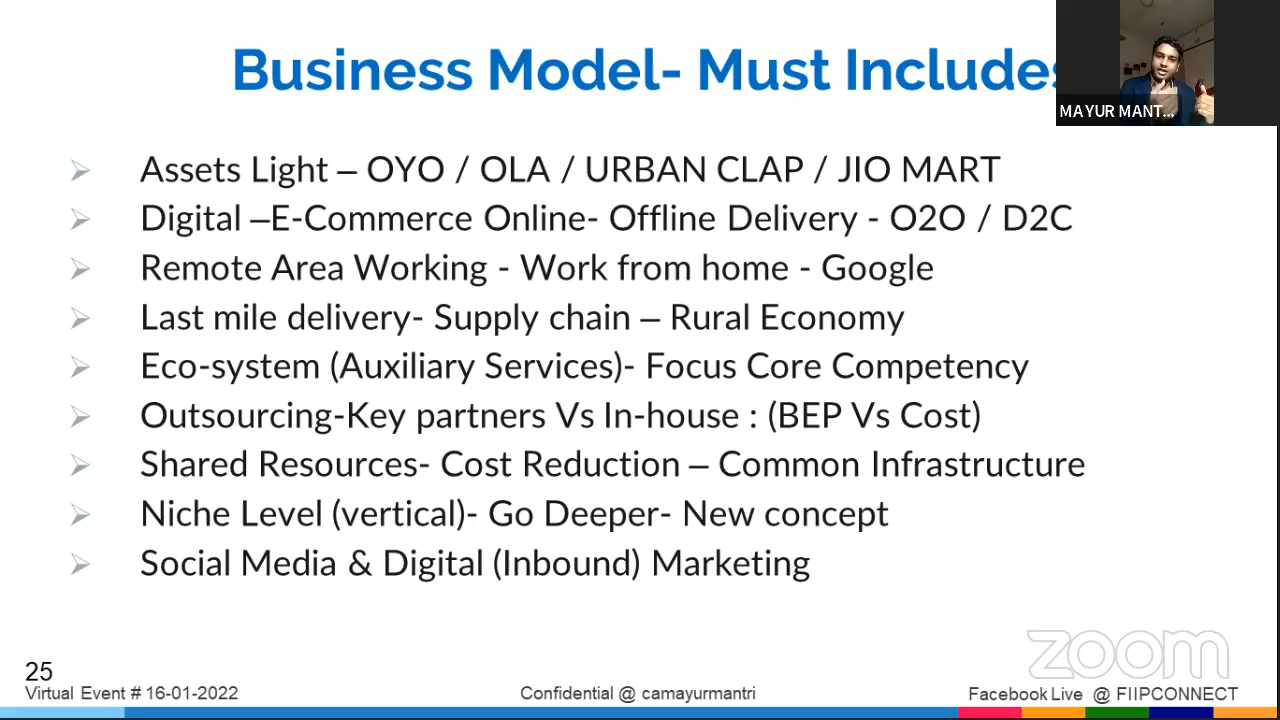 Business Model- Must Includes
MAYUR MANT...
Assets Light – OYO / OLA / URBAN CLAP / JIO MART
Digital –E-Commerce Online- Offline Delivery - O2O / D2C
Remote Area Working - Work from home - Google
Last mile delivery- Supply chain – Rural Economy
Eco-system (Auxiliary Services)- Focus Core Competency
Outsourcing-Key partners Vs In-house : (BEP Vs Cost)
Shared Resources- Cost Reduction – Common Infrastructure
Niche Level (vertical)- Go Deeper- New concept
Social Media & Digital (Inbound) Marketing
zoom
25
Virtual Event # 16-01-2022
Confidential @ camayurmantri
Facebook Live @ FIIPCONNECT